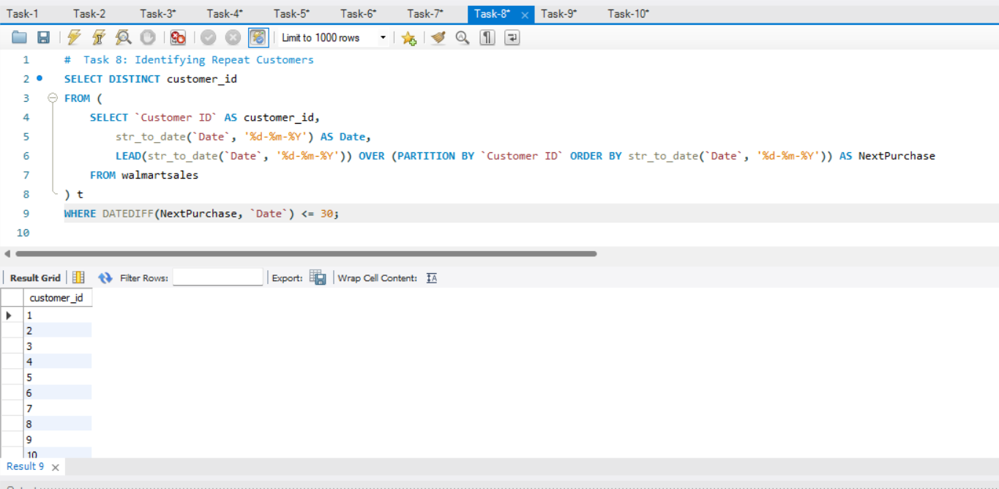 Task-1 Task-2 Task-3* Task-4* Task-5* Task-6* Task-7* Task-8* Task-9* Task-10*
Limit to 1000 rows
1 # Task 8: Identifying Repeat Customers
2 SELECT DISTINCT customer_id
3 FROM (
4 SELECT `Customer ID` AS customer_id,
5 str_to_date(`Date`, '%d-%m-%Y') AS Date,
6 LEAD(str_to_date(`Date`, '%d-%m-%Y')) OVER (PARTITION BY `Customer ID` ORDER BY str_to_date(`Date`, '%d-%m-%Y')) AS NextPurchase
7 FROM walmartsales
8 ) t
9 WHERE DATEDIFF(NextPurchase, `Date`) <= 30;
10
Result Grid Filter Rows: Export: Wrap Cell Content:
customer_id
1
2
3
4
5
6
7
8
9
10
Result 9